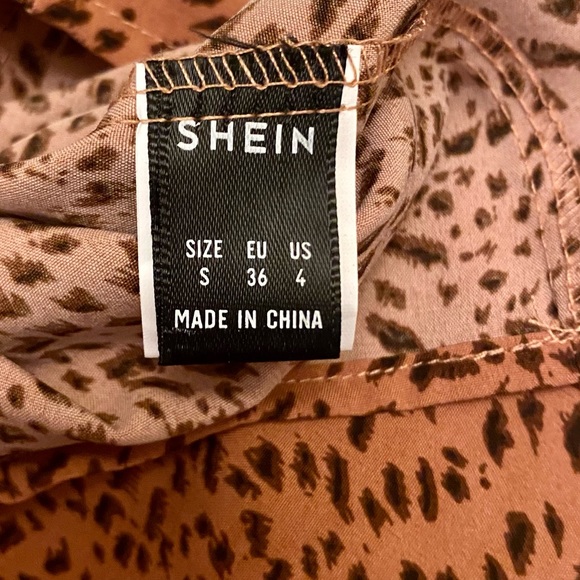 SHEIN
SIZE EU US
S 36 4
MADE IN CHINA